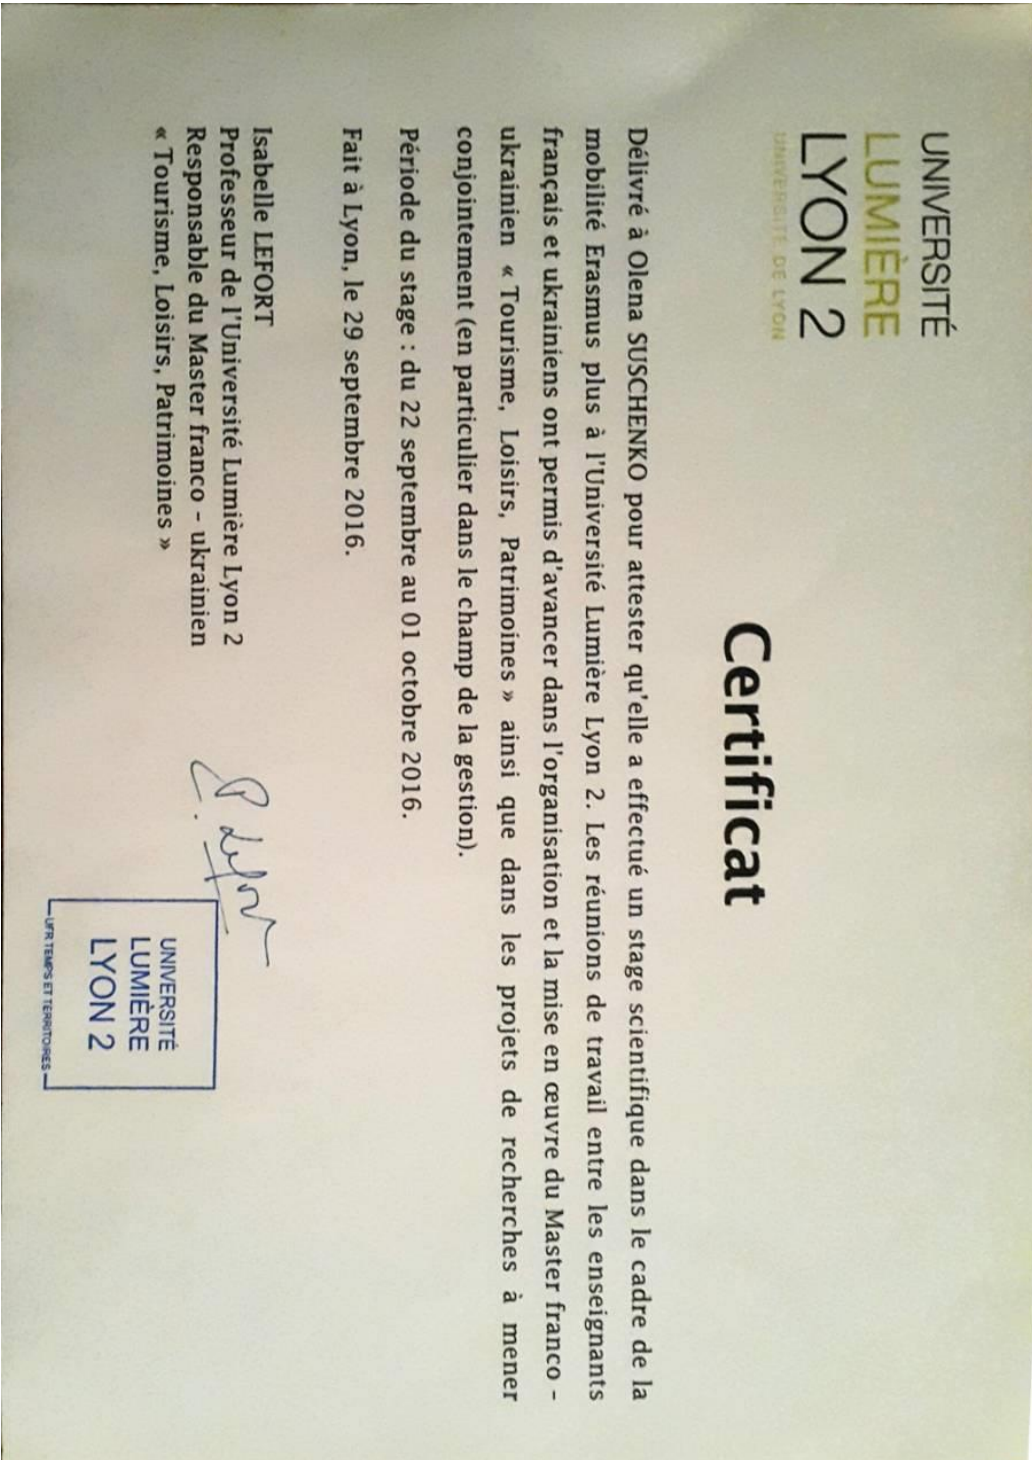 UNIVERSITÉ
LUMIÈRE
LYON 2
UNIVERSITÉ DE LYON
Certificat
Délivré à Olena SUSCHENKO pour attester qu'elle a effectué un stage scientifique dans le cadre de la
mobilité Erasmus plus à l'Université Lumière Lyon 2. Les réunions de travail entre les enseignants
français et ukrainiens ont permis d'avancer dans l'organisation et la mise en œuvre du Master franco -
ukrainien « Tourisme, Loisirs, Patrimoines » ainsi que dans les projets de recherches à mener
conjointement (en particulier dans le champ de la gestion).
Période du stage : du 22 septembre au 01 octobre 2016.
Fait à Lyon, le 29 septembre 2016.
Isabelle LEFORT
Professeur de l'Université Lumière Lyon 2
Responsable du Master franco - ukrainien
« Tourisme, Loisirs, Patrimoines »
UNIVERSITÉ
LUMIÈRE
LYON 2
UFR TEMPS ET TERRITOIRES